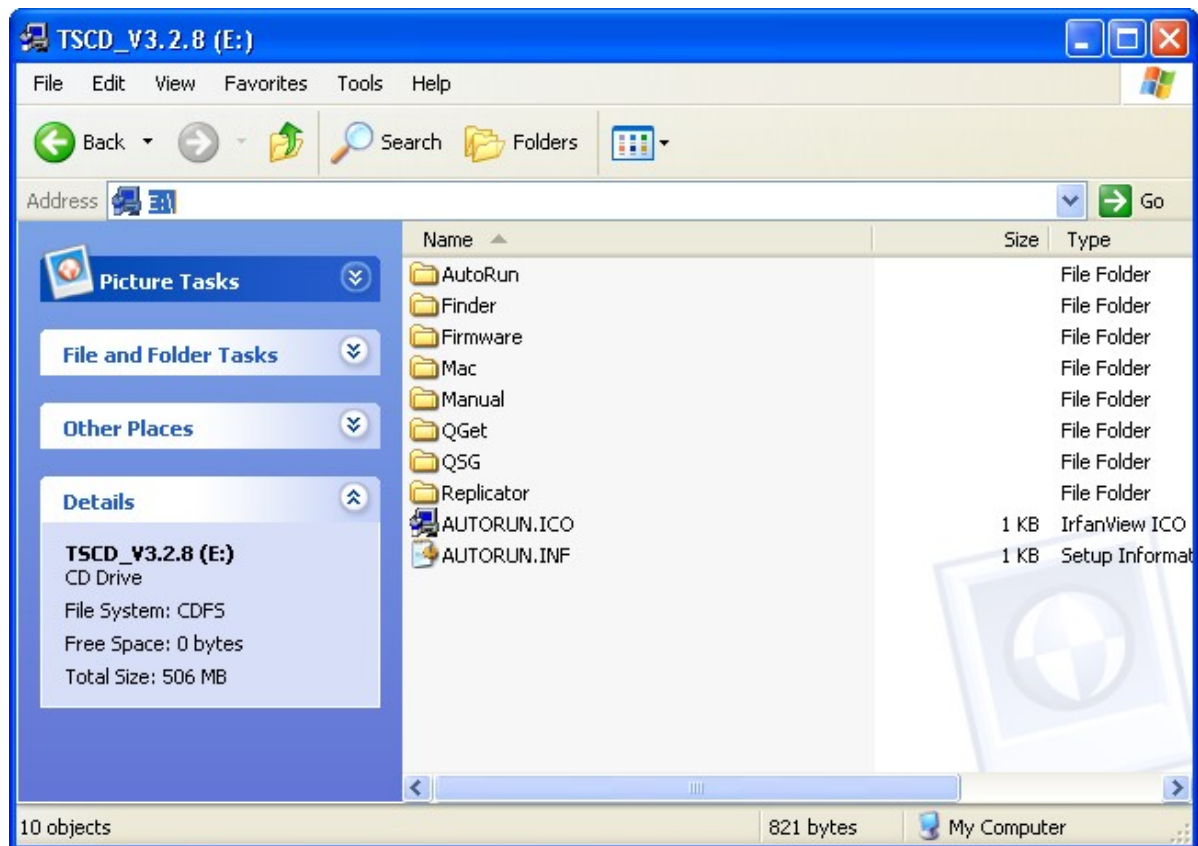 TSCD_V3.2.8 (E:)
File Edit View Favorites Tools Help
Back Search Folders
Address E:\ Go
Picture Tasks
File and Folder Tasks
Other Places
Details
TSCD_V3.2.8 (E:)
CD Drive
File System: CDFS
Free Space: 0 bytes
Total Size: 506 MB
Name Size Type
AutoRun File Folder
Finder File Folder
Firmware File Folder
Mac File Folder
Manual File Folder
QGet File Folder
QSG File Folder
Replicator File Folder
AUTORUN.ICO 1 KB IrfanView ICO
AUTORUN.INF 1 KB Setup Informat
10 objects 821 bytes My Computer